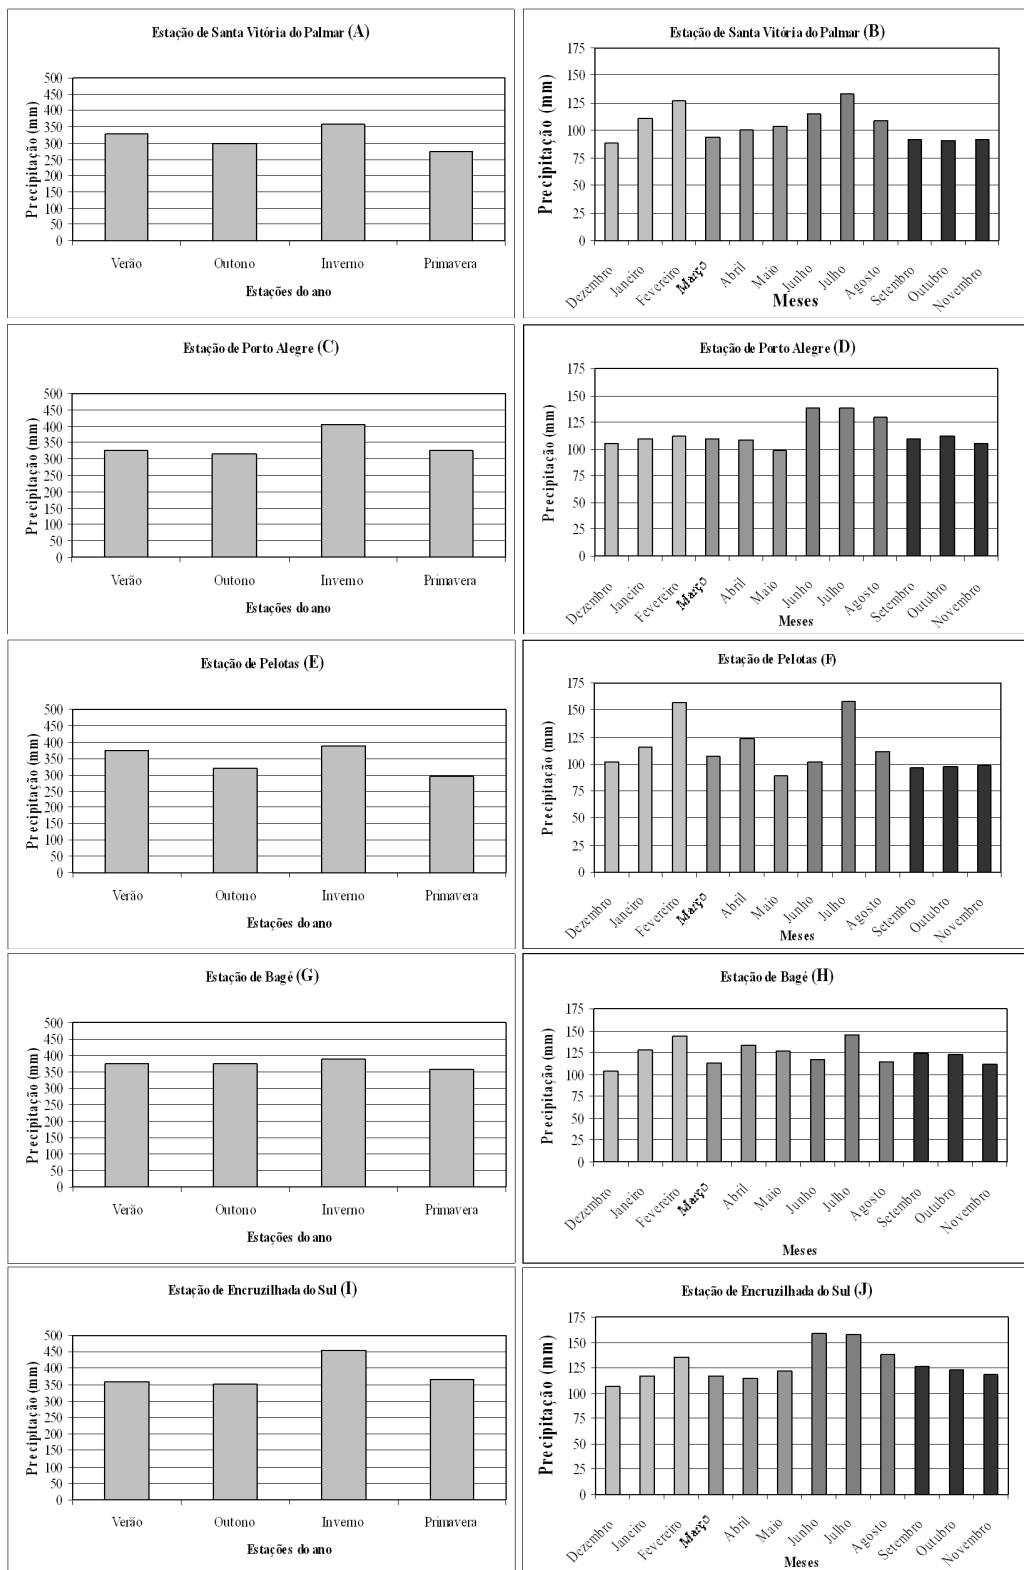 Estação de Santa Vitória do Palmar (A)
Precipitação (mm)
500
450
400
350
300
250
200
150
100
50
0
Verão Outono Inverno Primavera
Estações do ano
Estação de Santa Vitória do Palmar (B)
Precipitação (mm)
175
150
125
100
75
50
25
0
Dezembro Janeiro Fevereiro Março Abril Maio Junho Julho Agosto Setembro Outubro Novembro
Meses
Estação de Porto Alegre (C)
Precipitação (mm)
500
450
400
350
300
250
200
150
100
50
0
Verão Outono Inverno Primavera
Estações do ano
Estação de Porto Alegre (D)
Precipitação (mm)
175
150
125
100
75
50
25
0
Dezembro Janeiro Fevereiro Março Abril Maio Junho Julho Agosto Setembro Outubro Novembro
Meses
Estação de Pelotas (E)
Precipitação (mm)
500
450
400
350
300
250
200
150
100
50
0
Verão Outono Inverno Primavera
Estações do ano
Estação de Pelotas (F)
Precipitação (mm)
175
150
125
100
75
50
25
0
Dezembro Janeiro Fevereiro Março Abril Maio Junho Julho Agosto Setembro Outubro Novembro
Meses
Estação de Bagé (G)
Precipitação (mm)
500
450
400
350
300
250
200
150
100
50
0
Verão Outono Inverno Primavera
Estações do ano
Estação de Bagé (H)
Precipitação (mm)
175
150
125
100
75
50
25
0
Dezembro Janeiro Fevereiro Março Abril Maio Junho Julho Agosto Setembro Outubro Novembro
Meses
Estação de Encruzilhada do Sul (I)
Precipitação (mm)
500
450
400
350
300
250
200
150
100
50
0
Verão Outono Inverno Primavera
Estações do ano
Estação de Encruzilhada do Sul (J)
Precipitação (mm)
175
150
125
100
75
50
25
0
Dezembro Janeiro Fevereiro Março Abril Maio Junho Julho Agosto Setembro Outubro Novembro
Meses